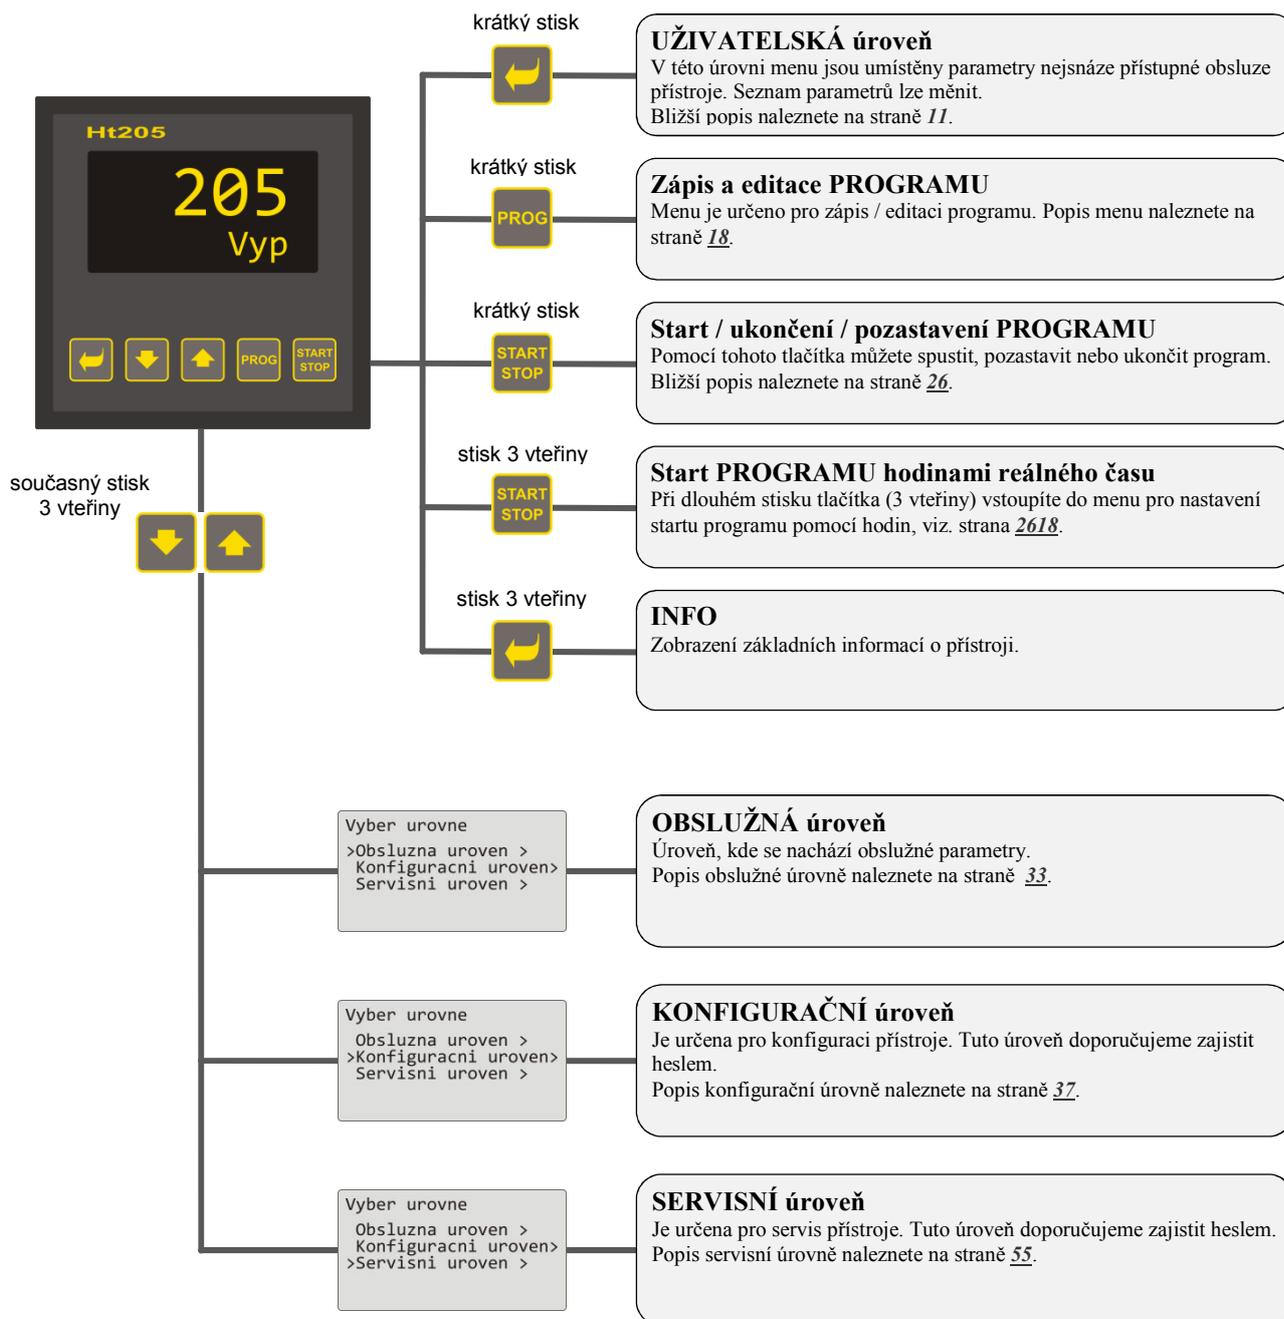 krátký stisk
UŽIVATELSKÁ úroveň
V této úrovni menu jsou umístěny parametry nejsnáze přístupné obsluze
přístroje. Seznam parametrů lze měnit.
Bližší popis naleznete na straně 11.
Ht205
205
Vyp
PROG
START
STOP
krátký stisk
PROG
Zápis a editace PROGRAMU
Menu je určeno pro zápis / editaci programu. Popis menu naleznete na
straně 18.
krátký stisk
START
STOP
Start / ukončení / pozastavení PROGRAMU
Pomocí tohoto tlačítka můžete spustit, pozastavit nebo ukončit program.
Bližší popis naleznete na straně 26.
stisk 3 vteřiny
START
STOP
Start PROGRAMU hodinami reálného času
Při dlouhém stisku tlačítka (3 vteřiny) vstoupíte do menu pro nastavení
startu programu pomocí hodin, viz. strana 2618.
současný stisk
3 vteřiny
stisk 3 vteřiny
INFO
Zobrazení základních informací o přístroji.
Vyber urovne
>Obsluzna uroven >
Konfiguracni uroven>
Servisni uroven >
OBSLUŽNÁ úroveň
Úroveň, kde se nachází obslužné parametry.
Popis obslužné úrovně naleznete na straně 33.
Vyber urovne
Obsluzna uroven >
>Konfiguracni uroven>
Servisni uroven >
KONFIGURAČNÍ úroveň
Je určena pro konfiguraci přístroje. Tuto úroveň doporučujeme zajistit
heslem.
Popis konfigurační úrovně naleznete na straně 37.
Vyber urovne
Obsluzna uroven >
Konfiguracni uroven>
>Servisni uroven >
SERVISNÍ úroveň
Je určena pro servis přístroje. Tuto úroveň doporučujeme zajistit heslem.
Popis servisní úrovně naleznete na straně 55.